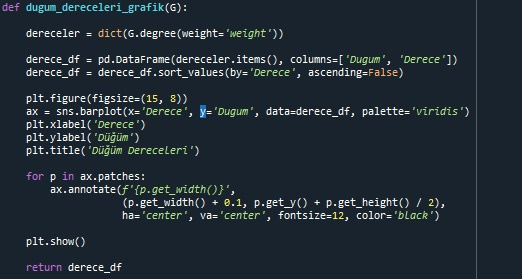 def dugum_dereceleri_grafik(G):
dereceler = dict(G.degree(weight='weight'))
derece_df = pd.DataFrame(dereceler.items(), columns=['Dugum', 'Derece'])
derece_df = derece_df.sort_values(by='Derece', ascending=False)
plt.figure(figsize=(15, 8))
ax = sns.barplot(x='Derece', y='Dugum', data=derece_df, palette='viridis')
plt.xlabel('Derece')
plt.ylabel('Düğüm')
plt.title('Düğüm Dereceleri')
for p in ax.patches:
ax.annotate(f'{p.get_width()}',
(p.get_width() + 0.1, p.get_y() + p.get_height() / 2),
ha='center', va='center', fontsize=12, color='black')
plt.show()
return derece_df